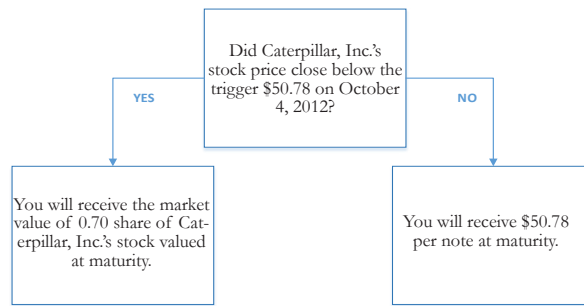 Did Caterpillar, Inc.'s
stock price close below the
trigger $50.78 on October
4, 2012?
YES
NO
You will receive the market
value of 0.70 share of Cat-
erpillar, Inc.'s stock valued
at maturity.
You will receive $50.78
per note at maturity.